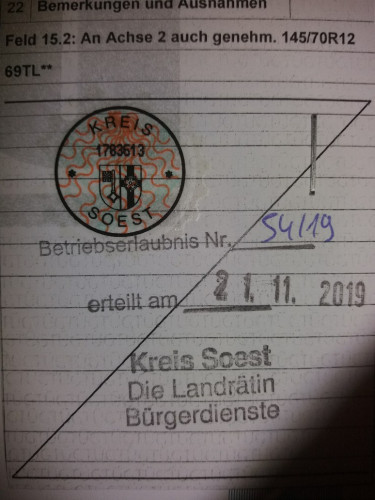 22 Bemerkungen und Ausnahmen
Feld 15.2: An Achse 2 auch genehm. 145/70R12
69TL**
KREIS
1783613
SOEST
Betriebserlaubnis Nr. 54/19
erteilt am 21. 11. 2019
Kreis Soest
Die Landrätin
Bürgerdienste